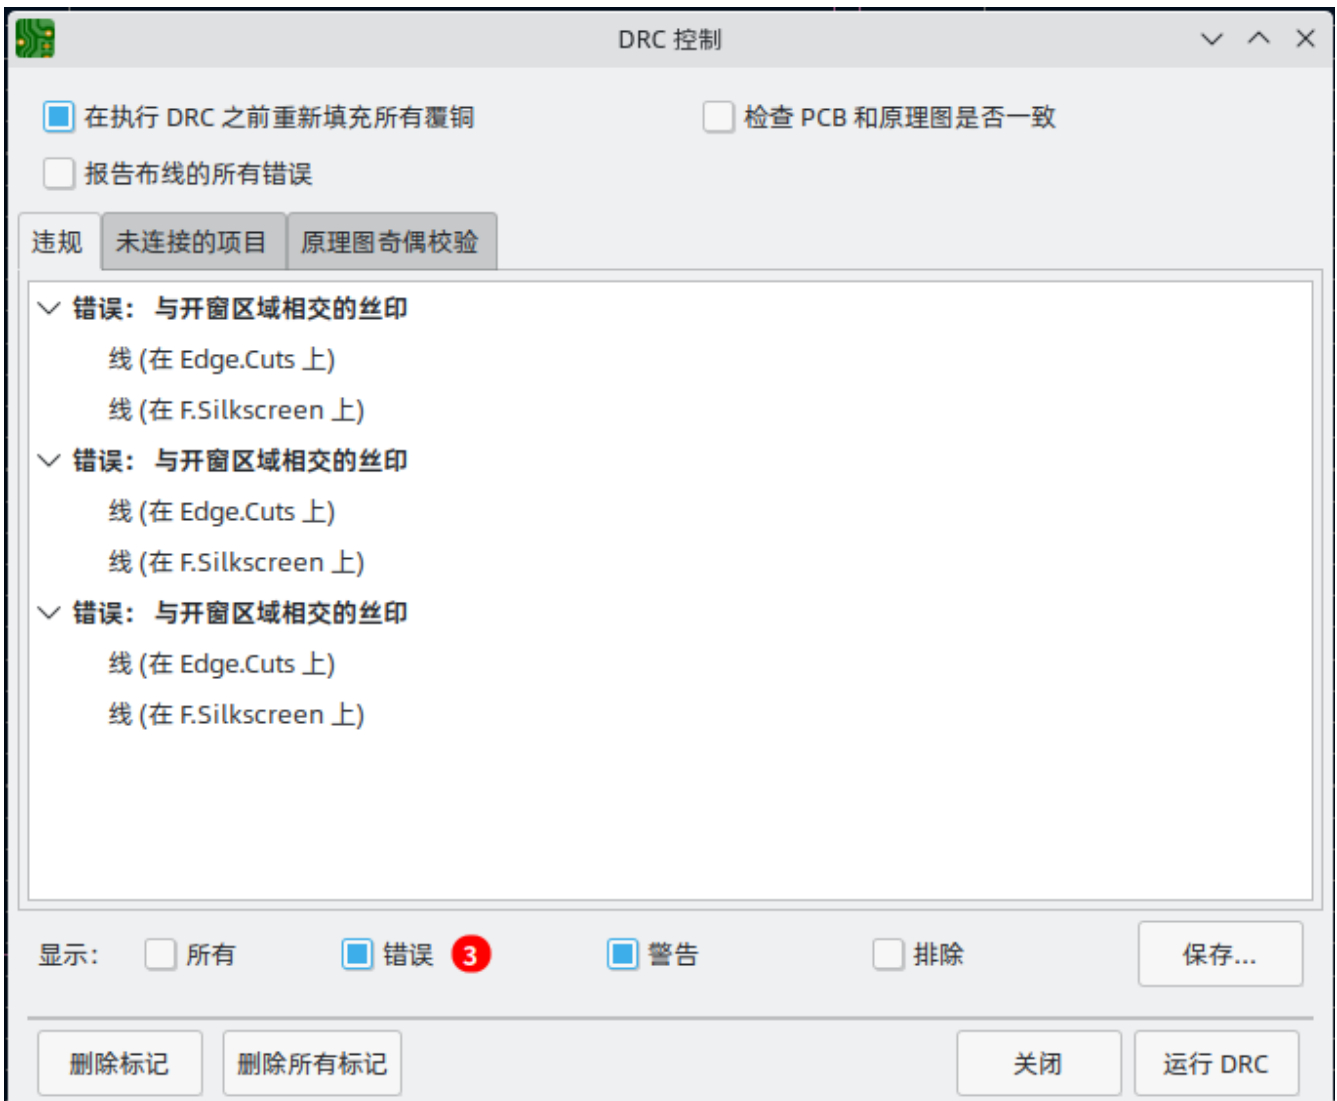 DRC 控制
在执行 DRC 之前重新填充所有覆铜
检查 PCB 和原理图是否一致
报告布线的所有错误
违规 未连接的项目 原理图奇偶校验
错误： 与开窗区域相交的丝印
线 (在 Edge.Cuts 上)
线 (在 F.Silkscreen 上)
错误： 与开窗区域相交的丝印
线 (在 Edge.Cuts 上)
线 (在 F.Silkscreen 上)
错误： 与开窗区域相交的丝印
线 (在 Edge.Cuts 上)
线 (在 F.Silkscreen 上)
显示： 所有 错误 3 警告 排除 保存...
删除标记 删除所有标记 关闭 运行 DRC